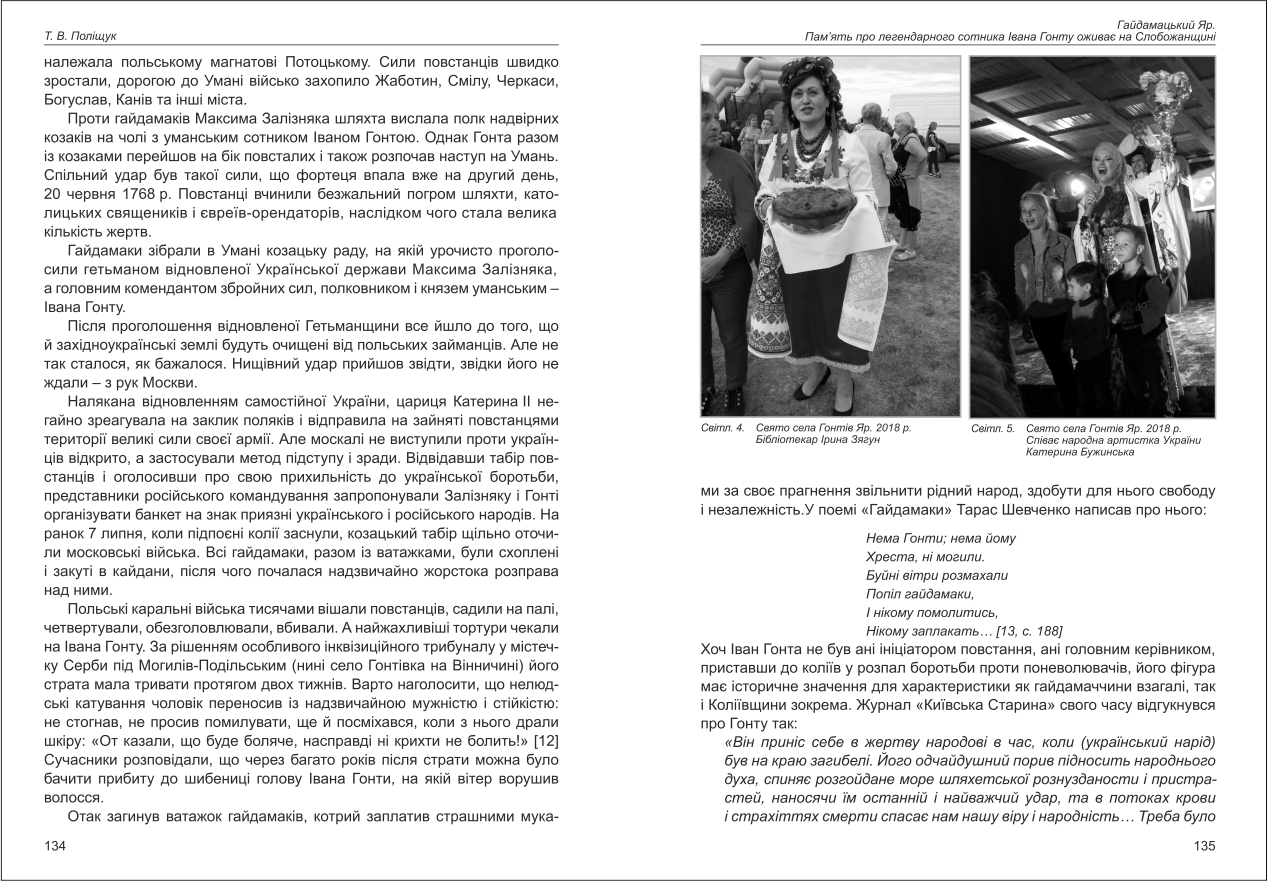 Т. В. Поліщук
належала польському магнатові Потоцькому. Сили повстанців швидко
зростали, дорогою до Умані військо захопило Жаботин, Смілу, Черкаси,
Богуслав, Канів та інші міста.
Проти гайдамаків Максима Залізняка шляхта вислала полк надвірних
козаків на чолі з уманським сотником Іваном Гонтою. Однак Гонта разом
із козаками перейшов на бік повсталих і також розпочав наступ на Умань.
Спільний удар був такої сили, що фортеця впала вже на другий день,
20 червня 1768 р. Повстанці вчинили безжальний погром шляхти, като-
лицьких священиків і євреїв-орендаторів, наслідком чого стала велика
кількість жертв.
Гайдамаки зібрали в Умані козацьку раду, на якій урочисто проголо-
сили гетьманом відновленої Української держави Максима Залізняка,
а головним комендантом збройних сил, полковником і князем уманським –
Івана Гонту.
Після проголошення відновленої Гетьманщини все йшло до того, що
й західноукраїнські землі будуть очищені від польських займанців. Але не
так сталося, як бажалося. Нищівний удар прийшов звідти, звідки його не
ждали – з рук Москви.
Налякана відновленням самостійної України, цариця Катерина ІІ не-
гайно зреагувала на заклик поляків і відправила на зайняті повстанцями
території великі сили своєї армії. Але москалі не виступили проти україн-
ців відкрито, а застосували метод підступу і зради. Відвідавши табір пов-
станців і оголосивши про свою прихильність до української боротьби,
представники російського командування запропонували Залізняку і Гонті
організувати банкет на знак приязні українського і російського народів. На
ранок 7 липня, коли підпоєні колії заснули, козацький табір щільно оточи-
ли московські війська. Всі гайдамаки, разом із ватажками, були схоплені
і закуті в кайдани, після чого почалася надзвичайно жорстока розправа
над ними.
Польські каральні війська тисячами вішали повстанців, садили на палі,
четвертували, обезголовлювали, вбивали. А найжахливіші тортури чекали
на Івана Гонту. За рішенням особливого інквізиційного трибуналу у містеч-
ку Серби під Могилів-Подільським (нині село Гонтівка на Вінничині) його
страта мала тривати протягом двох тижнів. Варто наголосити, що нелюд-
ські катування чоловік переносив із надзвичайною мужністю і стійкістю:
не стогнав, не просив помилувати, ще й посміхався, коли з нього драли
шкіру: «От казали, що буде боляче, насправді ні крихти не болить!» [12]
Сучасники розповідали, що через багато років після страти можна було
бачити прибиту до шибениці голову Івана Гонти, на якій вітер ворушив
волосся.
Отак загинув ватажок гайдамаків, котрий заплатив страшними мука-
134
Гайдамацький Яр.
Пам’ять про легендарного сотника Івана Гонту оживає на Слобожанщині
Світл. 4. Свято села Гонтів Яр. 2018 р.
Бібліотекар Ірина Зягун
Світл. 5. Свято села Гонтів Яр. 2018 р.
Співає народна артистка України
Катерина Бужинська
ми за своє прагнення звільнити рідний народ, здобути для нього свободу
і незалежність.У поемі «Гайдамаки» Тарас Шевченко написав про нього:
Нема Гонти; нема йому
Хреста, ні могили.
Буйні вітри розмахали
Попіл гайдамаки,
І нікому помолитись,
Нікому заплакать… [13, с. 188]
Хоч Іван Гонта не був ані ініціатором повстання, ані головним керівником,
приставши до коліїв у розпал боротьби проти поневолювачів, його фігура
має історичне значення для характеристики як гайдамаччини взагалі, так
і Коліївщини зокрема. Журнал «Київська Старина» свого часу відгукнувся
про Гонту так:
«Він приніс себе в жертву народові в час, коли (український нарід)
був на краю загибелі. Його одчайдушний порив підносить народнього
духа, спиняє розгойдане море шляхетської рознузданости і пристра-
стей, наносячи їм останній і найважчий удар, та в потоках крови
і страхіттях смерти спасає нам нашу віру і народність… Треба було
135